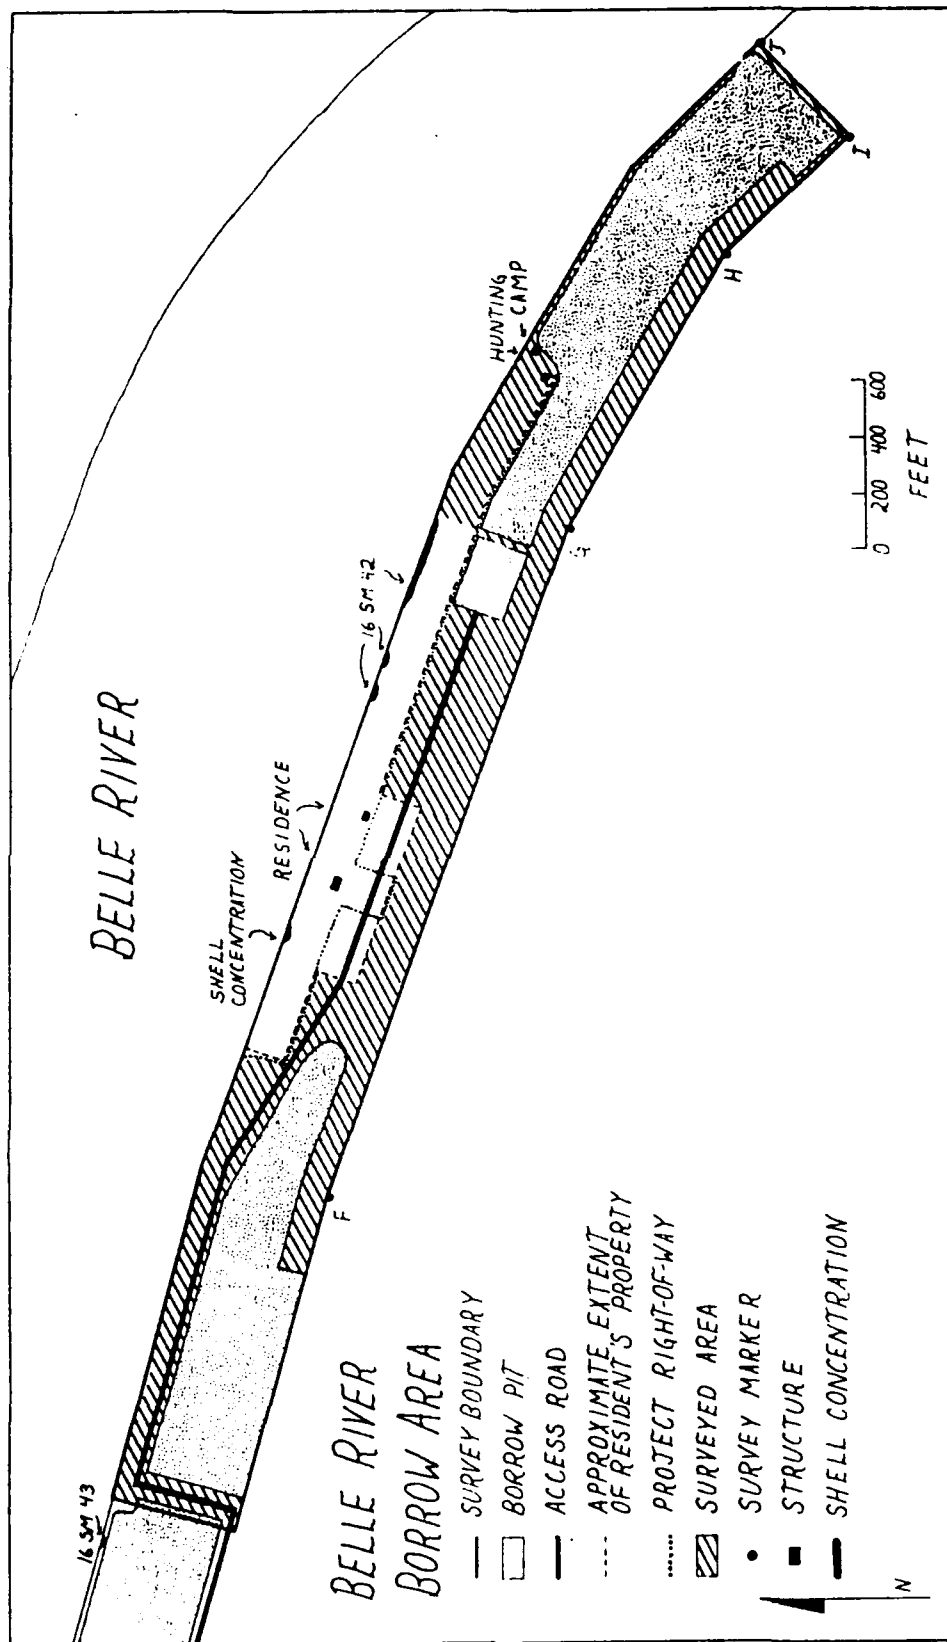 BELLE RIVER
SHELL
CONCENTRATION
RESIDENCE
16 SM 42
HUNTING
CAMP
16 SM 43
F
G
H
I
J
BELLE RIVER
BORROW AREA
SURVEY BOUNDARY
BORROW PIT
ACCESS ROAD
APPROXIMATE EXTENT
OF RESIDENT'S PROPERTY
PROJECT RIGHT-OF-WAY
SURVEYED AREA
SURVEY MARKER
STRUCTURE
SHELL CONCENTRATION
0 200 400 600
FEET
N